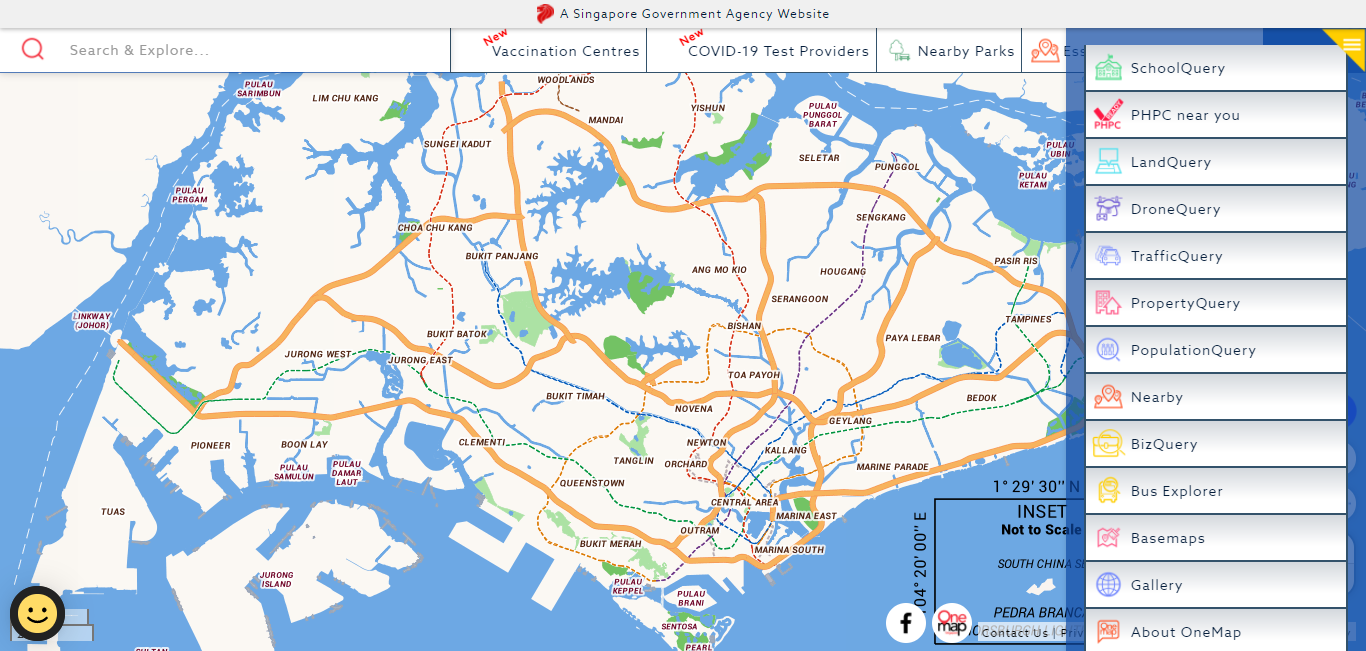 A Singapore Government Agency Website
Search & Explore...
New
Vaccination Centres
New
COVID-19 Test Providers
Nearby Parks
Ess
SchoolQuery
PHPC
READY
PHPC near you
LandQuery
DroneQuery
TrafficQuery
PropertyQuery
PopulationQuery
Nearby
BizQuery
Bus Explorer
Basemaps
Gallery
About OneMap
WOODLANDS
PULAU
SARIMBUN
LIM CHU KANG
YISHUN
MANDAI
PULAU
PUNGGOL
BARAT
SUNGEI KADUT
SELETAR
PUNGGOL
PULAU
UBIN
PULAU
KETAM
PULAU
PERGAM
CHOA CHU KANG
SENGKANG
BUKIT PANJANG
ANG MO KIO
HOUGANG
PASIR RIS
SERANGOON
LINKWAY
(JOHOR)
BISHAN
TAMPINES
BUKIT BATOK
PAYA LEBAR
JURONG WEST
JURONG EAST
TOA PAYOH
BUKIT TIMAH
BEDOK
NOVENA
GEYLANG
PIONEER
BOON LAY
CLEMENTI
NEWTON
KALLANG
TANGLIN
ORCHARD
MARINE PARADE
PULAU
SAMULUN
PULAU
DAMAR
LAUT
QUEENSTOWN
1° 29' 30'' N
CENTRAL AREA
TUAS
MARINA EAST
INSET
Not to Scale
OUTRAM
BUKIT MERAH
MARINA SOUTH
SOUTH CHINA SE
JURONG
ISLAND
PULAU
KEPPEL
PULAU
BRANI
04° 20' 00'' E
PEDRA BRANCA
SENTOSA
PEARL
One
map
Contact Us | Priv
SULTAN